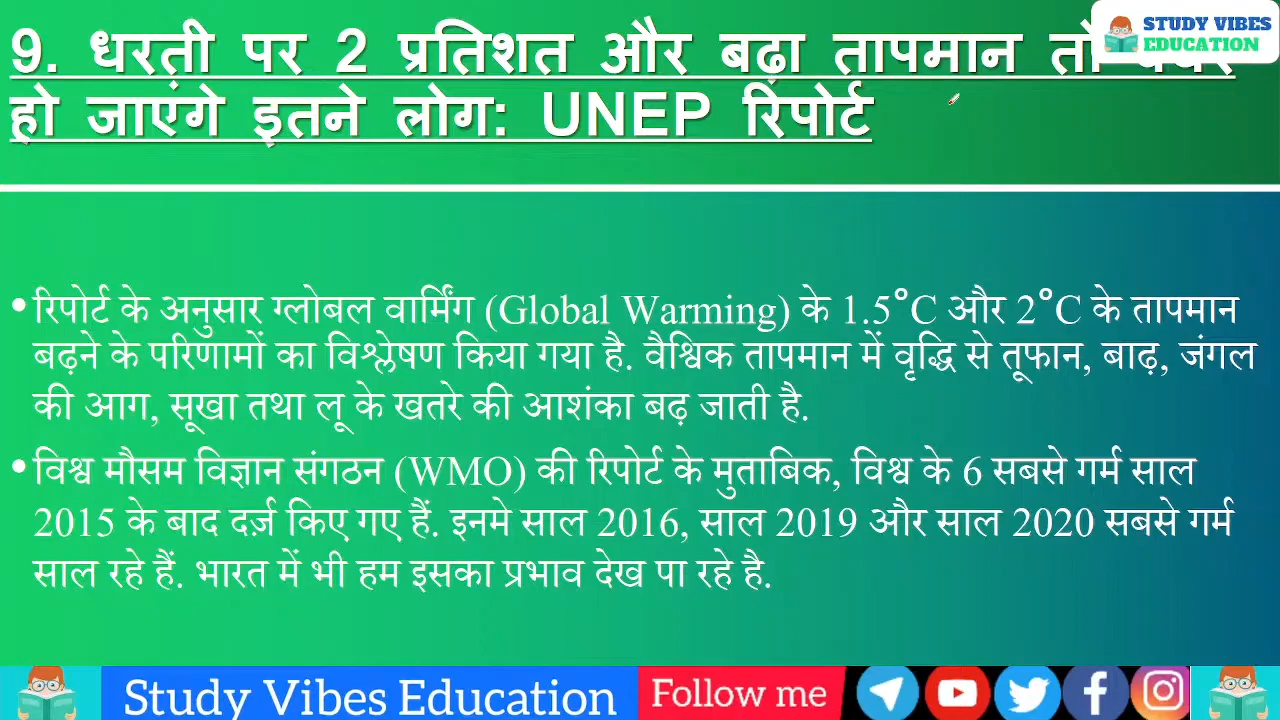 STUDY VIBES
EDUCATION
9. धरती पर 2 प्रतिशत और बढ़ा तापमान तो
हो जाएंगे इतने लोग: UNEP रिपोर्ट
• रिपोर्ट के अनुसार ग्लोबल वार्मिंग (Global Warming) के 1.5°C और 2°C के तापमान
बढ़ने के परिणामों का विश्लेषण किया गया है. वैश्विक तापमान में वृद्धि से तूफान, बाढ़, जंगल
की आग, सूखा तथा लू के खतरे की आशंका बढ़ जाती है.
• विश्व मौसम विज्ञान संगठन (WMO) की रिपोर्ट के मुताबिक, विश्व के 6 सबसे गर्म साल
2015 के बाद दर्ज़ किए गए हैं. इनमे साल 2016, साल 2019 और साल 2020 सबसे गर्म
साल रहे हैं. भारत में भी हम इसका प्रभाव देख पा रहे है.
Study Vibes Education
Follow me